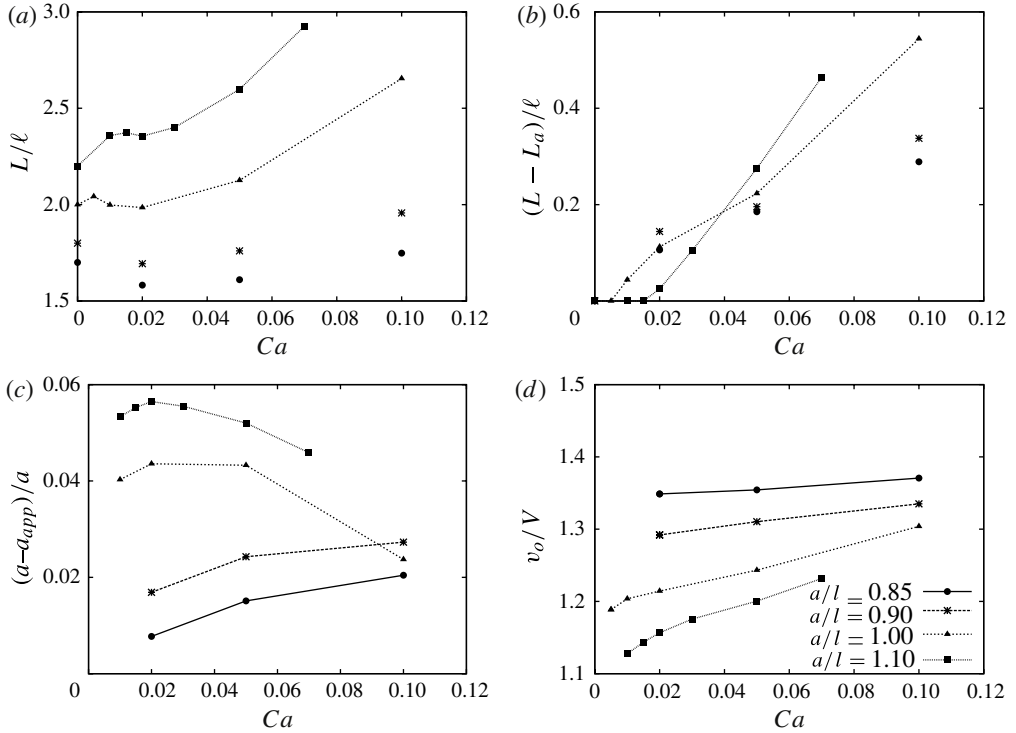 (a)
3.0
2.5
2.0
1.5
L/ℓ
0 0.02 0.04 0.06 0.08 0.10 0.12
Ca
(b)
0.6
0.4
0.2
(L − La)/ℓ
0 0.02 0.04 0.06 0.08 0.10 0.12
Ca
(c)
0.06
0.04
0.02
(a–aapp)/a
0 0.02 0.04 0.06 0.08 0.10 0.12
Ca
(d)
1.5
1.4
1.3
1.2
1.1
vo/V
a/l = 0.85
a/l = 0.90
a/l = 1.00
a/l = 1.10
0 0.02 0.04 0.06 0.08 0.10 0.12
Ca